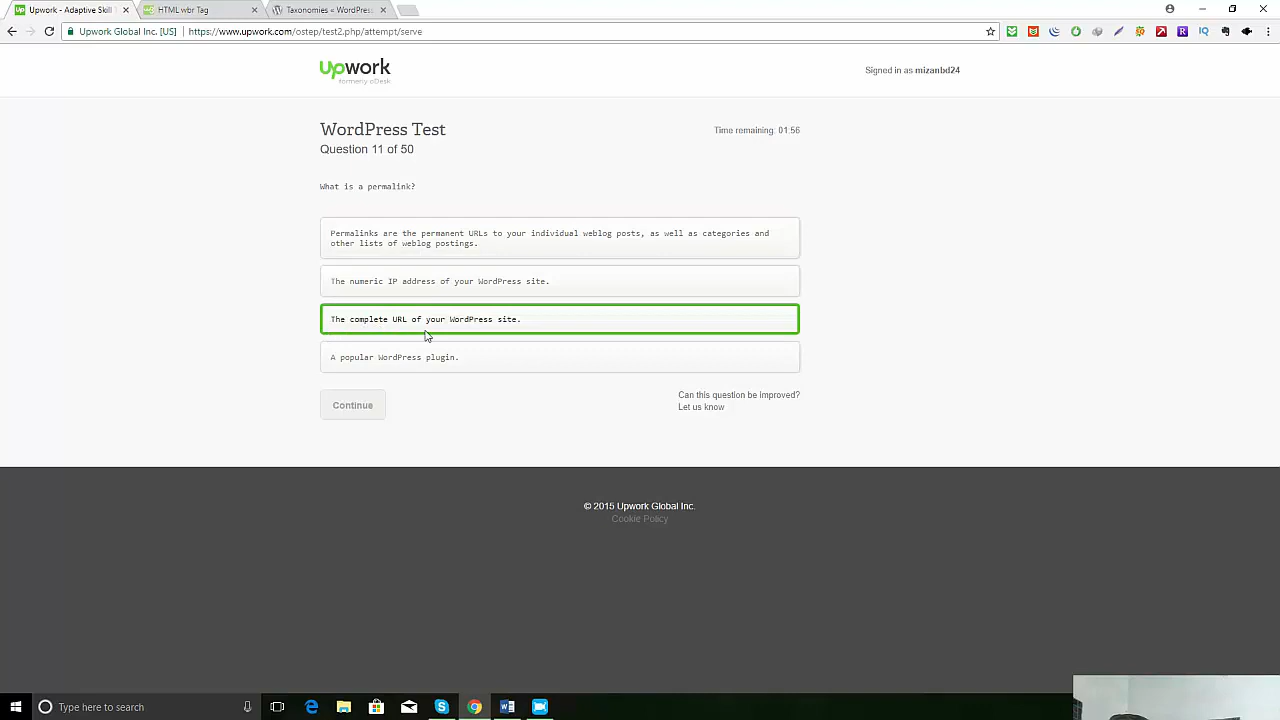 Upwork - Adaptive Skill
HTML wbr Tag
Taxonomies « WordPress
Upwork Global Inc. [US]
https://www.upwork.com/ostep/test2.php/attempt/serve
upwork
formerly oDesk
Signed in as mizanbd24
WordPress Test
Time remaining: 01:56
Question 11 of 50
What is a permalink?
Permalinks are the permanent URLs to your individual weblog posts, as well as categories and
other lists of weblog postings.
The numeric IP address of your WordPress site.
The complete URL of your WordPress site.
A popular WordPress plugin.
Continue
Can this question be improved?
Let us know
© 2015 Upwork Global Inc.
Cookie Policy
Type here to search